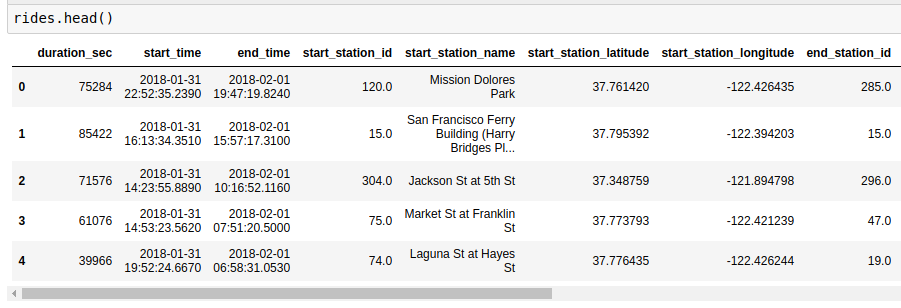 rides.head()
duration_sec start_time end_time start_station_id start_station_name start_station_latitude start_station_longitude end_station_id
0 75284 2018-01-31 22:52:35.2390 2018-02-01 19:47:19.8240 120.0 Mission Dolores Park 37.761420 -122.426435 285.0
1 85422 2018-01-31 16:13:34.3510 2018-02-01 15:57:17.3100 15.0 San Francisco Ferry Building (Harry Bridges Pl... 37.795392 -122.394203 15.0
2 71576 2018-01-31 14:23:55.8890 2018-02-01 10:16:52.1160 304.0 Jackson St at 5th St 37.348759 -121.894798 296.0
3 61076 2018-01-31 14:53:23.5620 2018-02-01 07:51:20.5000 75.0 Market St at Franklin St 37.773793 -122.421239 47.0
4 39966 2018-01-31 19:52:24.6670 2018-02-01 06:58:31.0530 74.0 Laguna St at Hayes St 37.776435 -122.426244 19.0